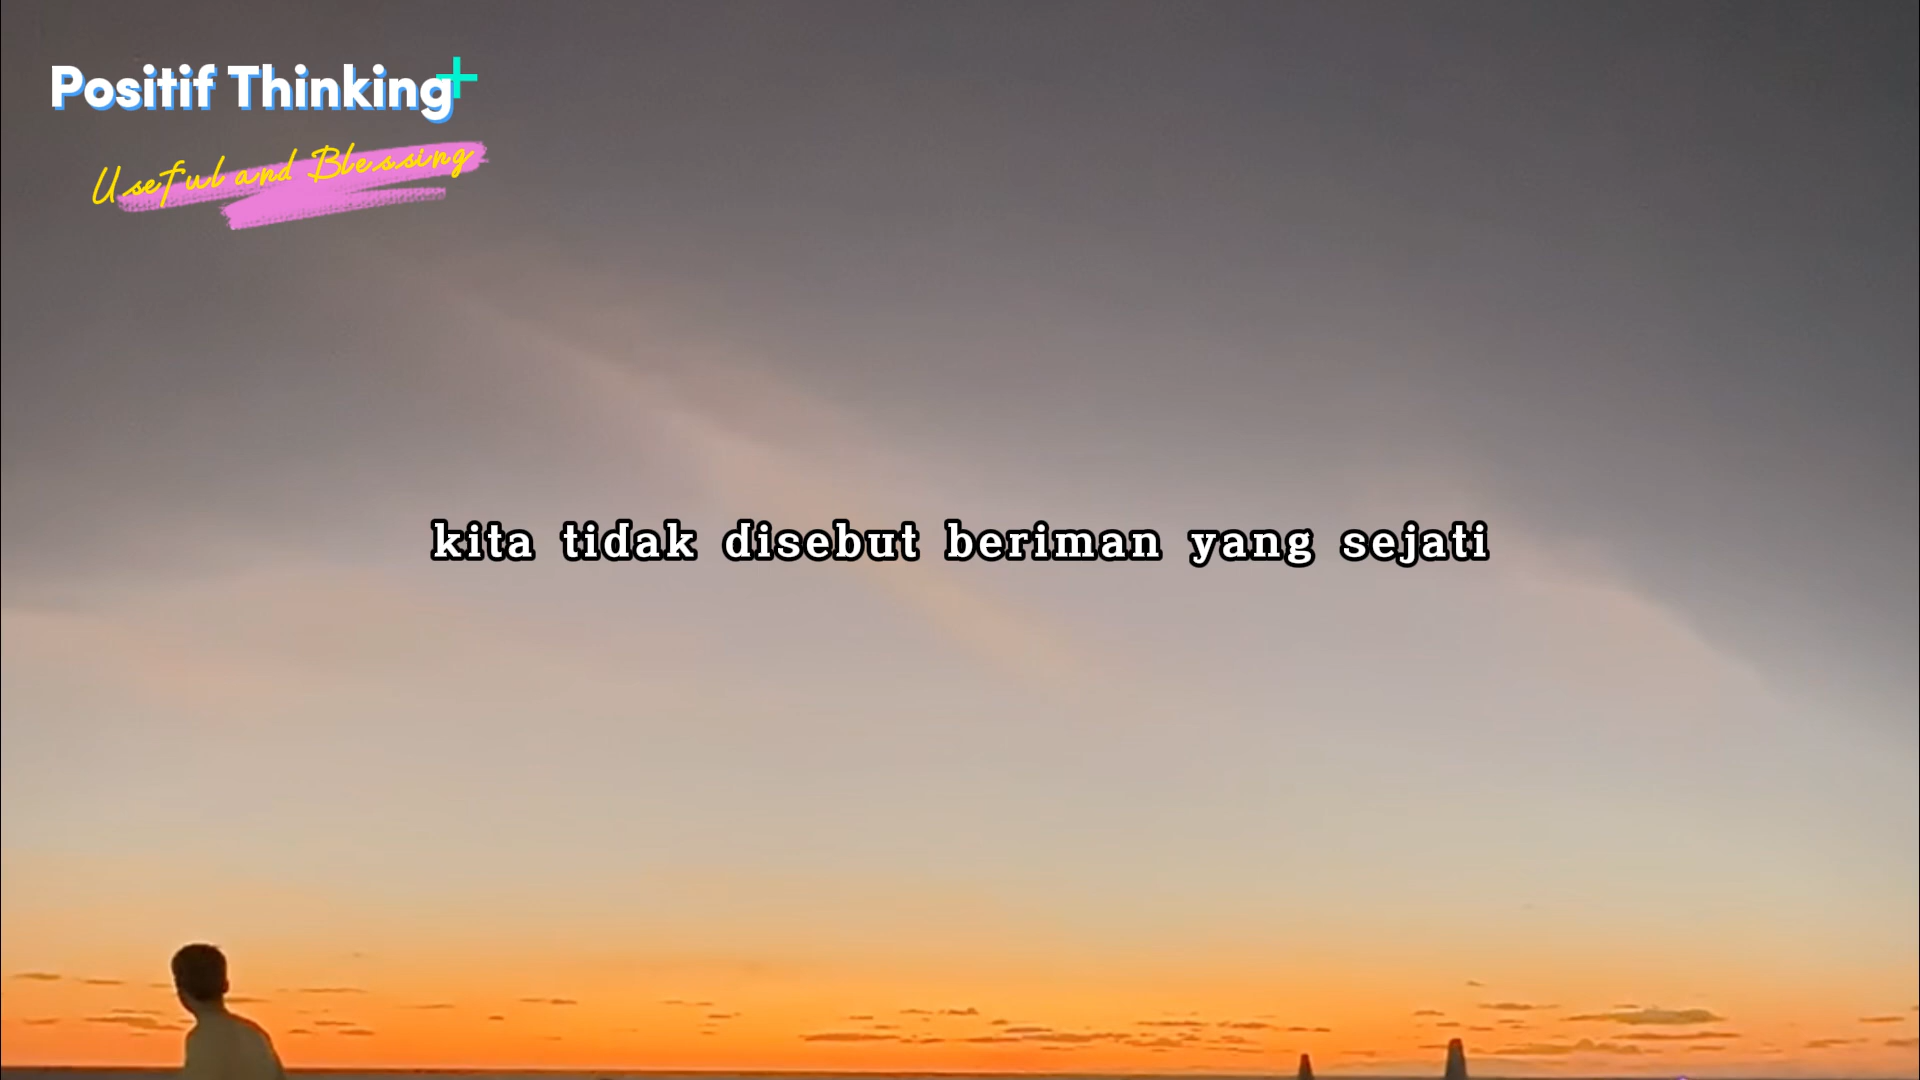 Positif Thinking+
Useful and Blessing
kita tidak disebut beriman yang sejati